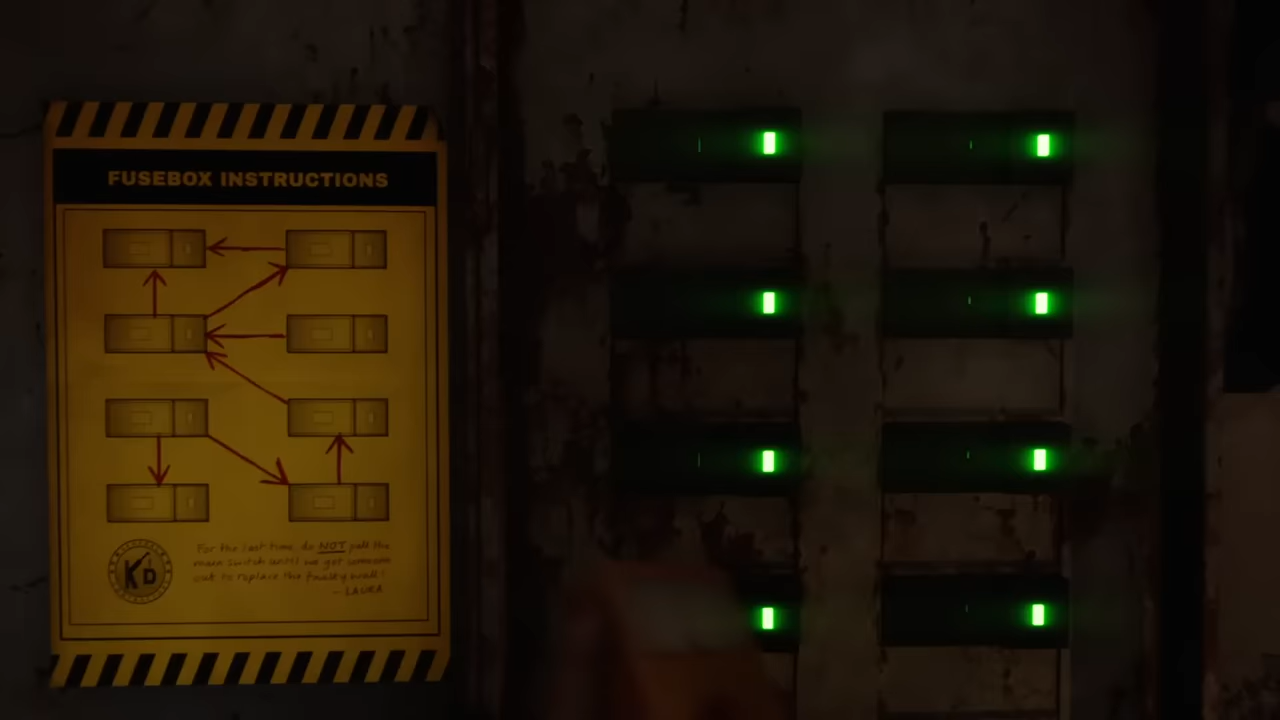 FUSEBOX INSTRUCTIONS
For the last time, do NOT pull the
main switch until we get someone
out to replace the faulty
KD
- LAURA